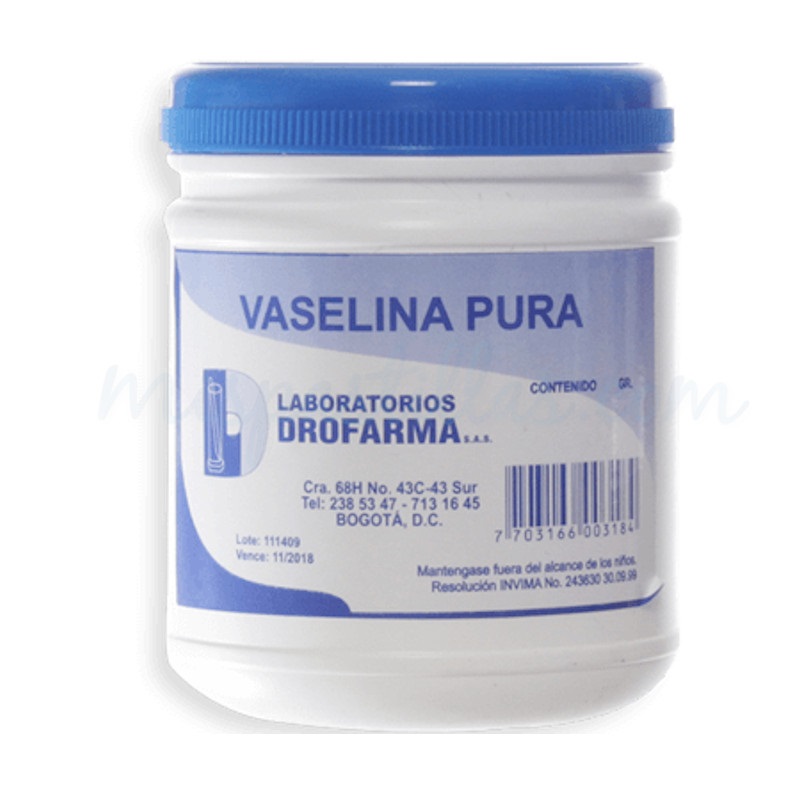 VASELINA PURA
CONTENIDO GR.
LABORATORIOS
DROFARMA S.A.S.
Cra. 68H No. 43C-43 Sur
Tel: 238 53 47 - 713 16 45
BOGOTÁ, D.C.
7 703166 003184
Lote: 111409
Vence: 11/2018
Mantengase fuera del alcance de los niños.
Resolución INVIMA No. 243630 30.09.99